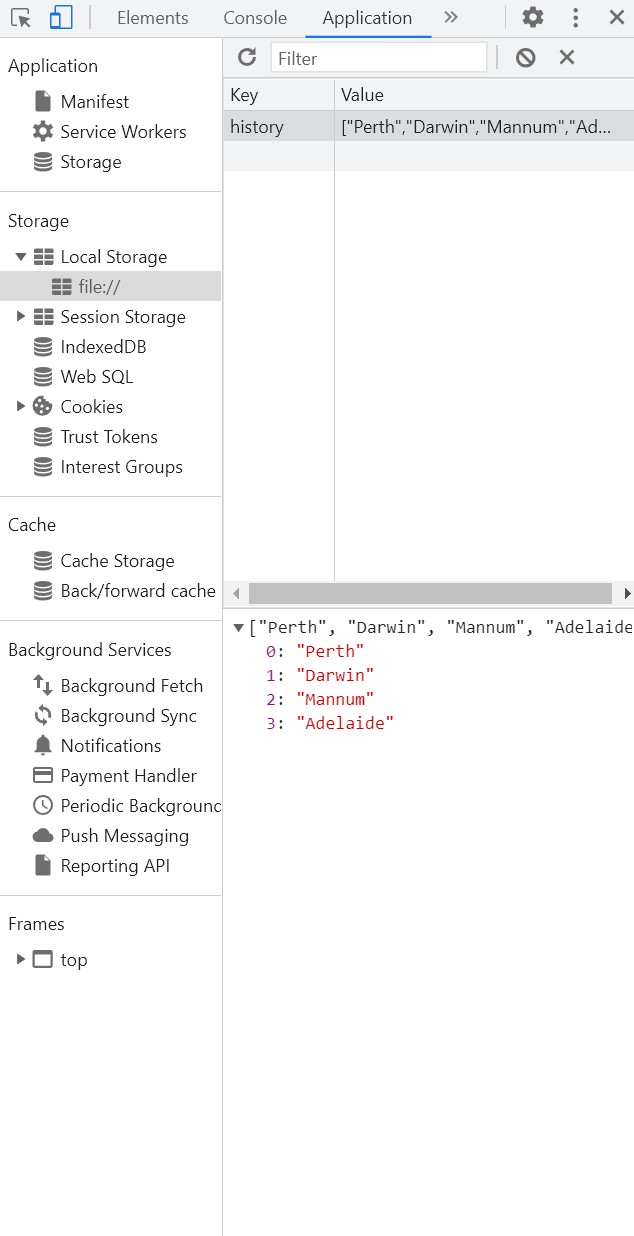 Elements Console Application
Application
Manifest
Service Workers
Storage
Storage
Local Storage
file://
Session Storage
IndexedDB
Web SQL
Cookies
Trust Tokens
Interest Groups
Cache
Cache Storage
Back/forward cache
Background Services
Background Fetch
Background Sync
Notifications
Payment Handler
Periodic Background
Push Messaging
Reporting API
Frames
top
Filter
Key Value
history ["Perth","Darwin","Mannum","Ad...
["Perth", "Darwin", "Mannum", "Adelaide
0: "Perth"
1: "Darwin"
2: "Mannum"
3: "Adelaide"